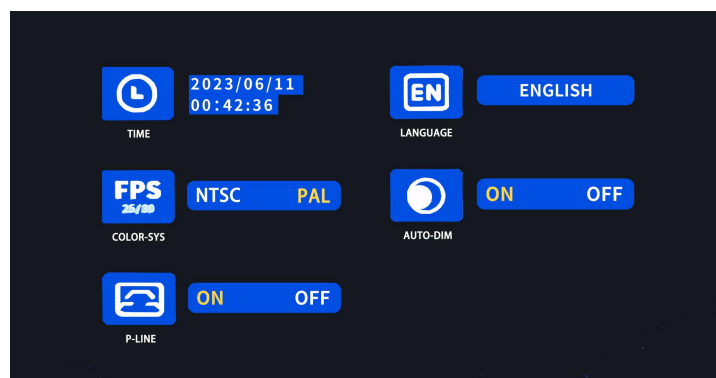 2023/06/11
00:42:36
TIME
EN
ENGLISH
LANGUAGE
FPS
25/30
NTSC PAL
COLOR-SYS
ON OFF
AUTO-DIM
ON OFF
P-LINE